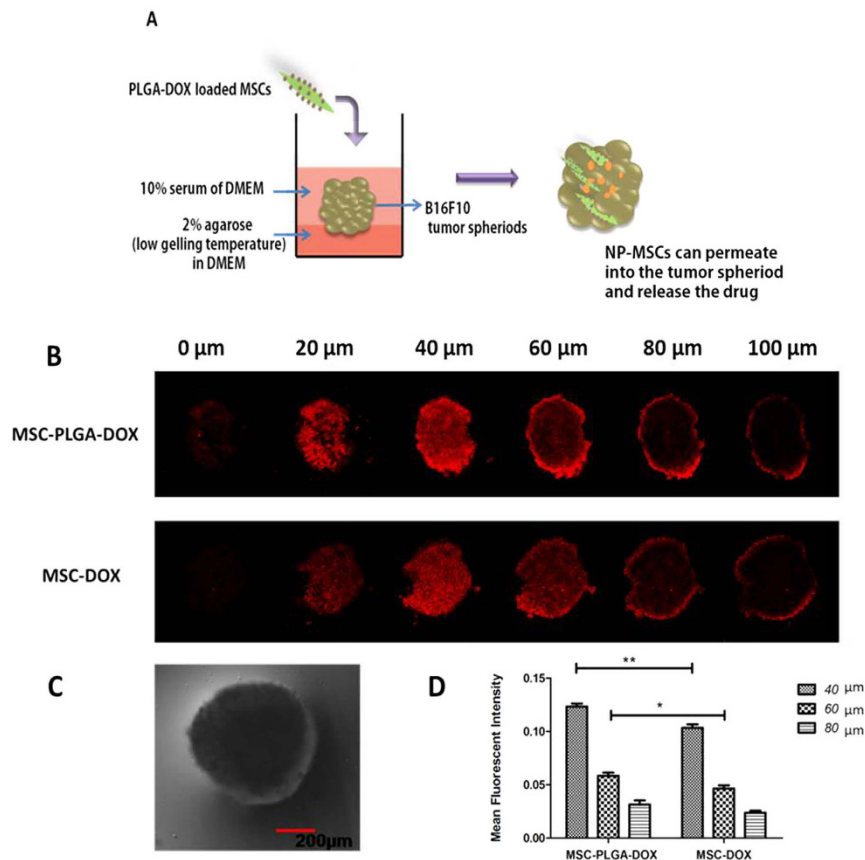 A
PLGA-DOX loaded MSCs
10% serum of DMEM
2% agarose
(low gelling temperature)
in DMEM
B16F10
tumor spheriods
NP-MSCs can permeate
into the tumor spheriod
and release the drug
B
0 μm 20 μm 40 μm 60 μm 80 μm 100 μm
MSC-PLGA-DOX
MSC-DOX
C
200μm
D
Mean Fluorescent Intensity
0.15
0.10
0.05
0.00
**
*
MSC-PLGA-DOX MSC-DOX
40 μm
60 μm
80 μm